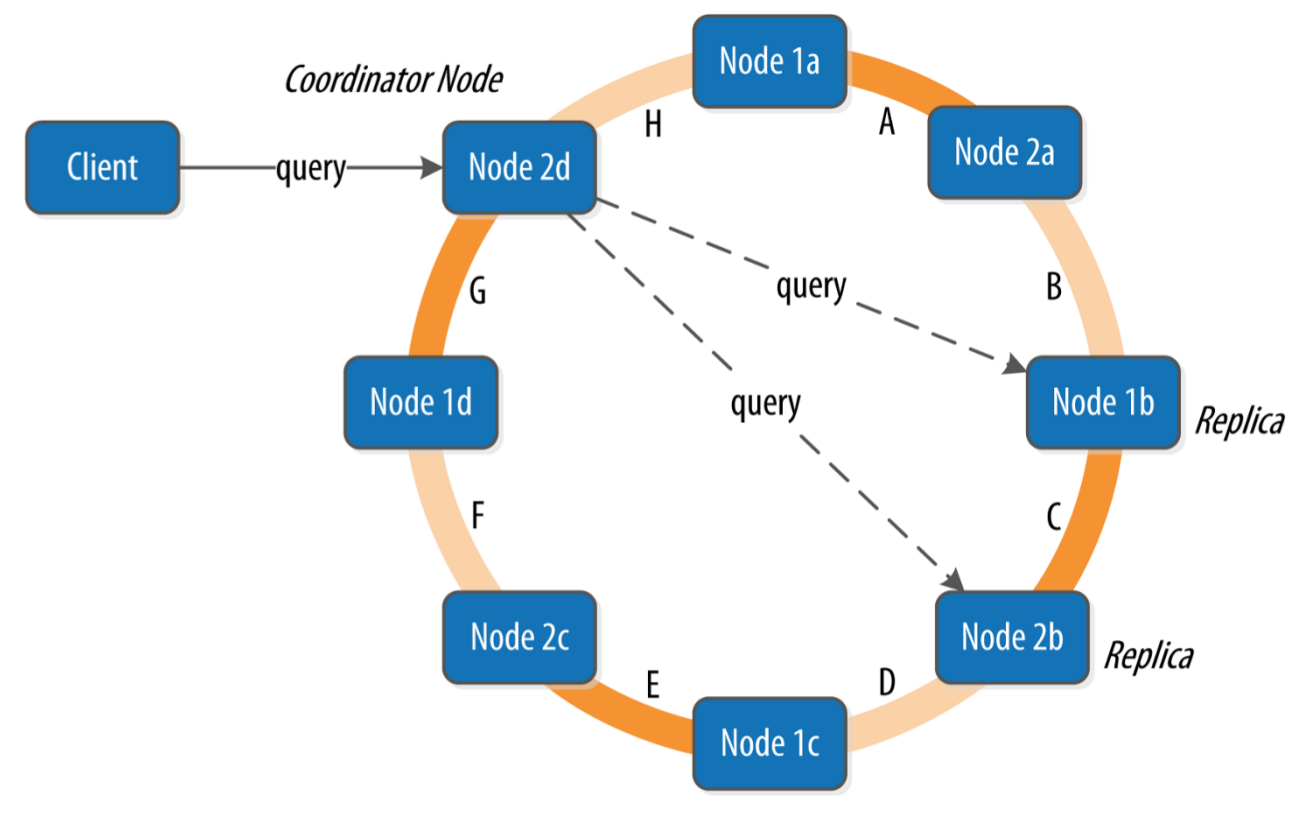 Node 1a
Coordinator Node
H
A
Client
query
Node 2d
Node 2a
G
query
B
Node 1d
query
Node 1b
Replica
F
C
Node 2c
Node 2b
Replica
E
D
Node 1c